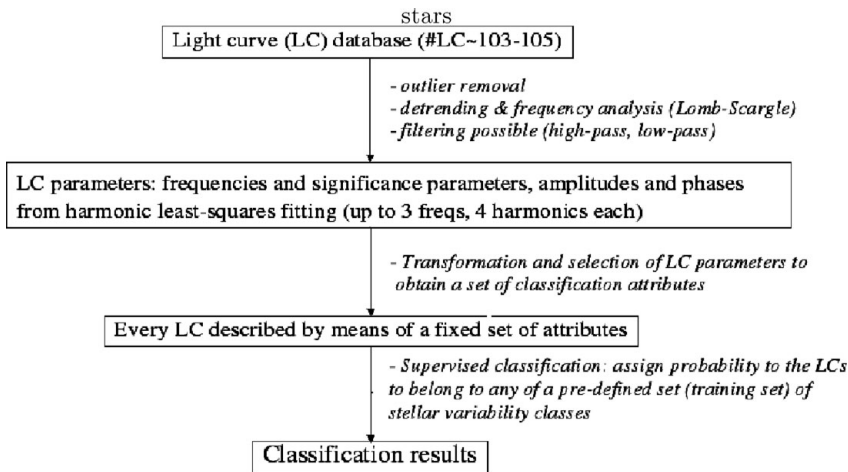 stars
Light curve (LC) database (#LC~103-105)
- outlier removal
- detrending & frequency analysis (Lomb-Scargle)
-filtering possible (high-pass, low-pass)
LC parameters: frequencies and significance parameters, amplitudes and phases
from harmonic least-squares fitting (up to 3 freqs, 4 harmonics each)
- Transformation and selection of LC parameters to
obtain a set of classification attributes
Every LC described by means of a fixed set of attributes
- Supervised classification: assign probability to the LCs
to belong to any of a pre-defined set (training set) of
stellar variability classes
Classification results